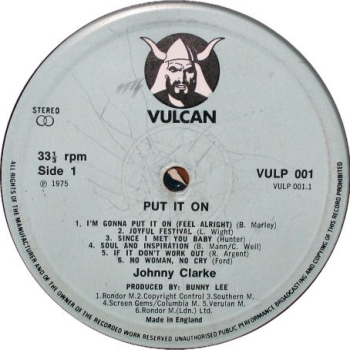 STEREO
VULCAN
33⅓ rpm
Side 1
℗ 1975
VULP 001
VULP 001.1
PUT IT ON
1. I'M GONNA PUT IT ON (FEEL ALRIGHT) (B. Marley)
2. JOYFUL FESTIVAL (L. Wight)
3. SINCE I MET YOU BABY (Hunter)
4. SOUL AND INSPIRATION (B. Mann/C. Weil)
5. IF IT DON'T WORK OUT (R. Argent)
6. NO WOMAN, NO CRY (Ford)
Johnny Clarke
PRODUCED BY: BUNNY LEE
1.Rondor M.2.Copyright Control 3.Southern M.
4.Screen Gems/Columbia M. 5.Verulam M.
6.Rondor M.(Ldn.) Ltd.
Made in England
ALL RIGHTS OF THE MANUFACTURER AND OF THE OWNER OF THE RECORDED WORK RESERVED UNAUTHORISED PUBLIC PERFORMANCE BROADCASTING AND COPYING OF THIS RECORD PROHIBITED